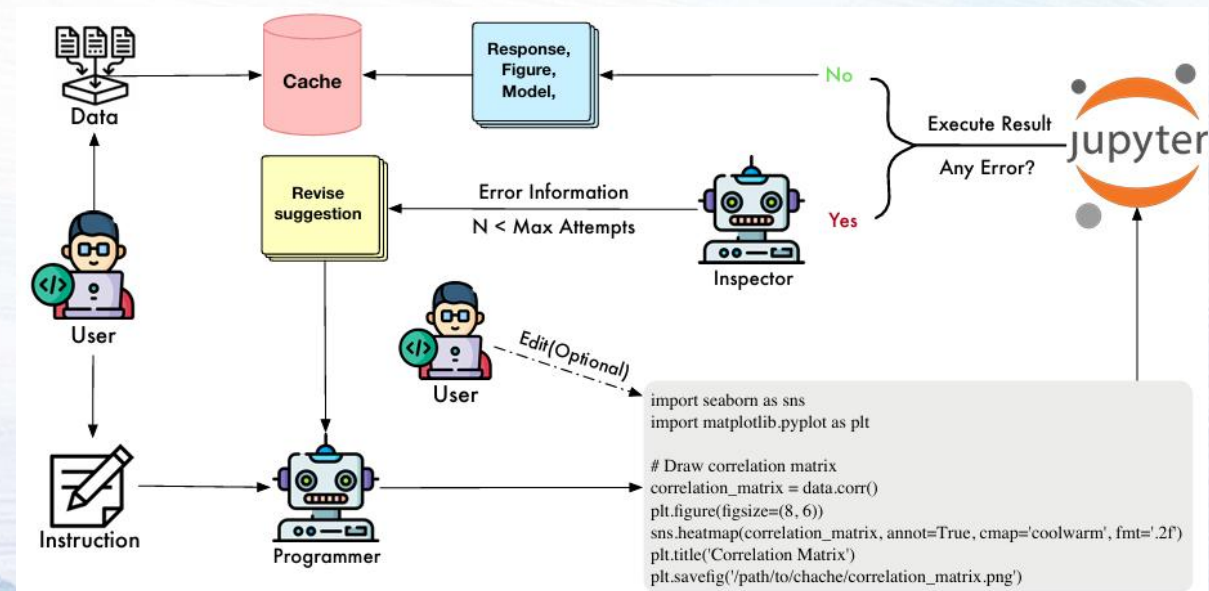 Data
Cache
Response,
Figure,
Model,
No
Execute Result
Any Error?
jupyter
Yes
Revise
suggestion
Error Information
N < Max Attempts
Inspector
</>
User
</>
User
Edit(Optional)
Instruction
Programmer
import seaborn as sns
import matplotlib.pyplot as plt
# Draw correlation matrix
correlation_matrix = data.corr()
plt.figure(figsize=(8, 6))
sns.heatmap(correlation_matrix, annot=True, cmap='coolwarm', fmt='.2f')
plt.title('Correlation Matrix')
plt.savefig('/path/to/chache/correlation_matrix.png')